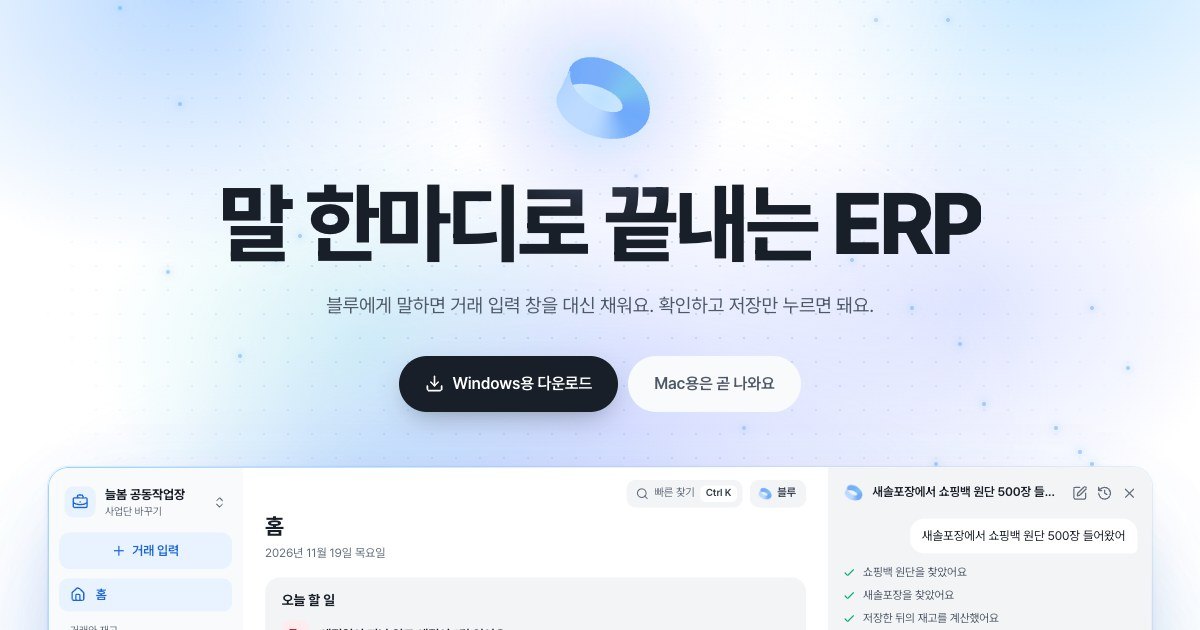 말 한마디로 끝내는 ERP
블루에게 말하면 거래 입력 창을 대신 채워요. 확인하고 저장만 누르면 돼요.
Windows용 다운로드
Mac용은 곧 나와요
늘봄 공동작업장
사업단 바꾸기
거래 입력
홈
빠른 찾기 Ctrl K
블루
홈
2026년 11월 19일 목요일
오늘 할 일
새솔포장에서 쇼핑백 원단 500장 들...
새솔포장에서 쇼핑백 원단 500장 들어왔어
쇼핑백 원단을 찾았어요
새솔포장을 찾았어요
저장한 뒤의 재고를 계산했어요